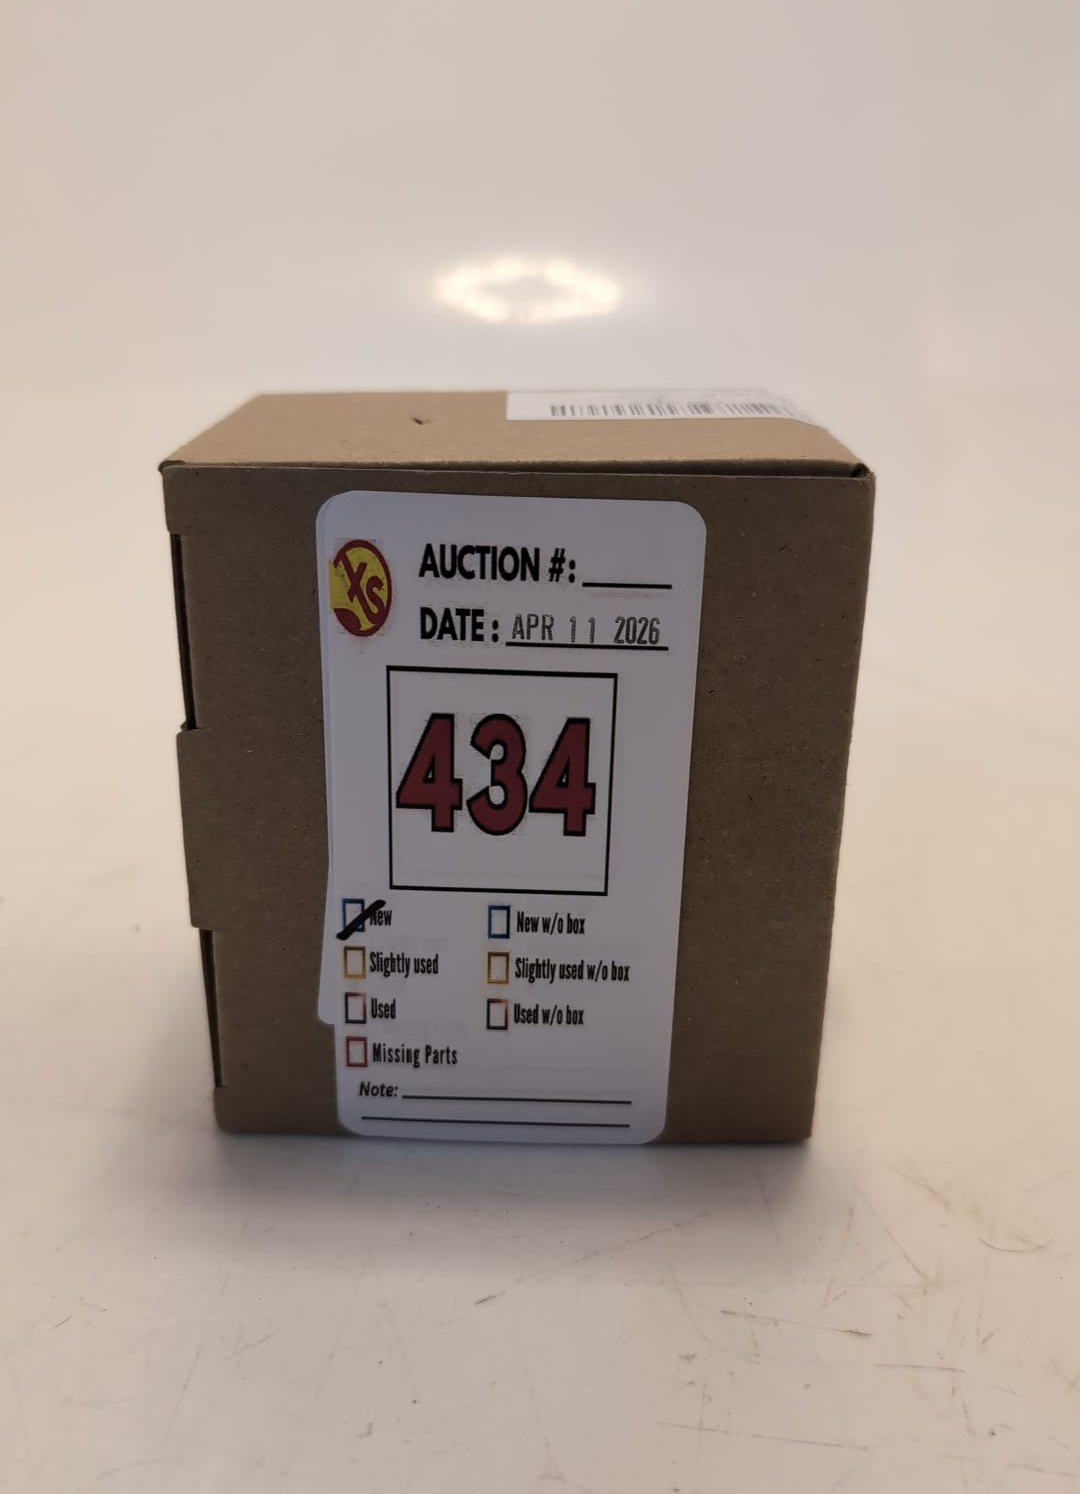 XS
AUCTION #:
DATE: APR 11 2026
434
New
New w/o box
Slightly used
Slightly used w/o box
Used
Used w/o box
Missing Parts
Note: